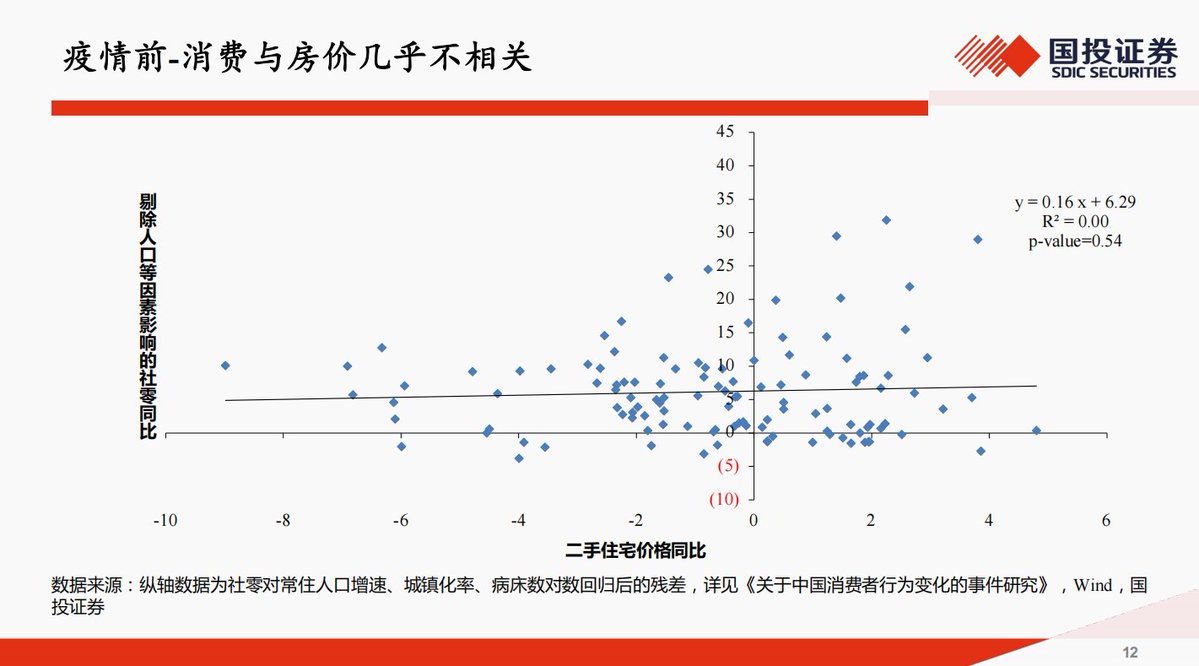 疫情前-消费与房价几乎不相关
国投证券
SDIC SECURITIES
剔除人口等因素影响的社零同比
45
40
35
30
25
20
15
10
5
0
(5)
(10)
y = 0.16 x + 6.29
R² = 0.00
p-value=0.54
-10 -8 -6 -4 -2 0 2 4 6
二手住宅价格同比
数据来源：纵轴数据为社零对常住人口增速、城镇化率、病床数对数回归后的残差，详见《关于中国消费者行为变化的事件研究》，Wind，国
投证券
12